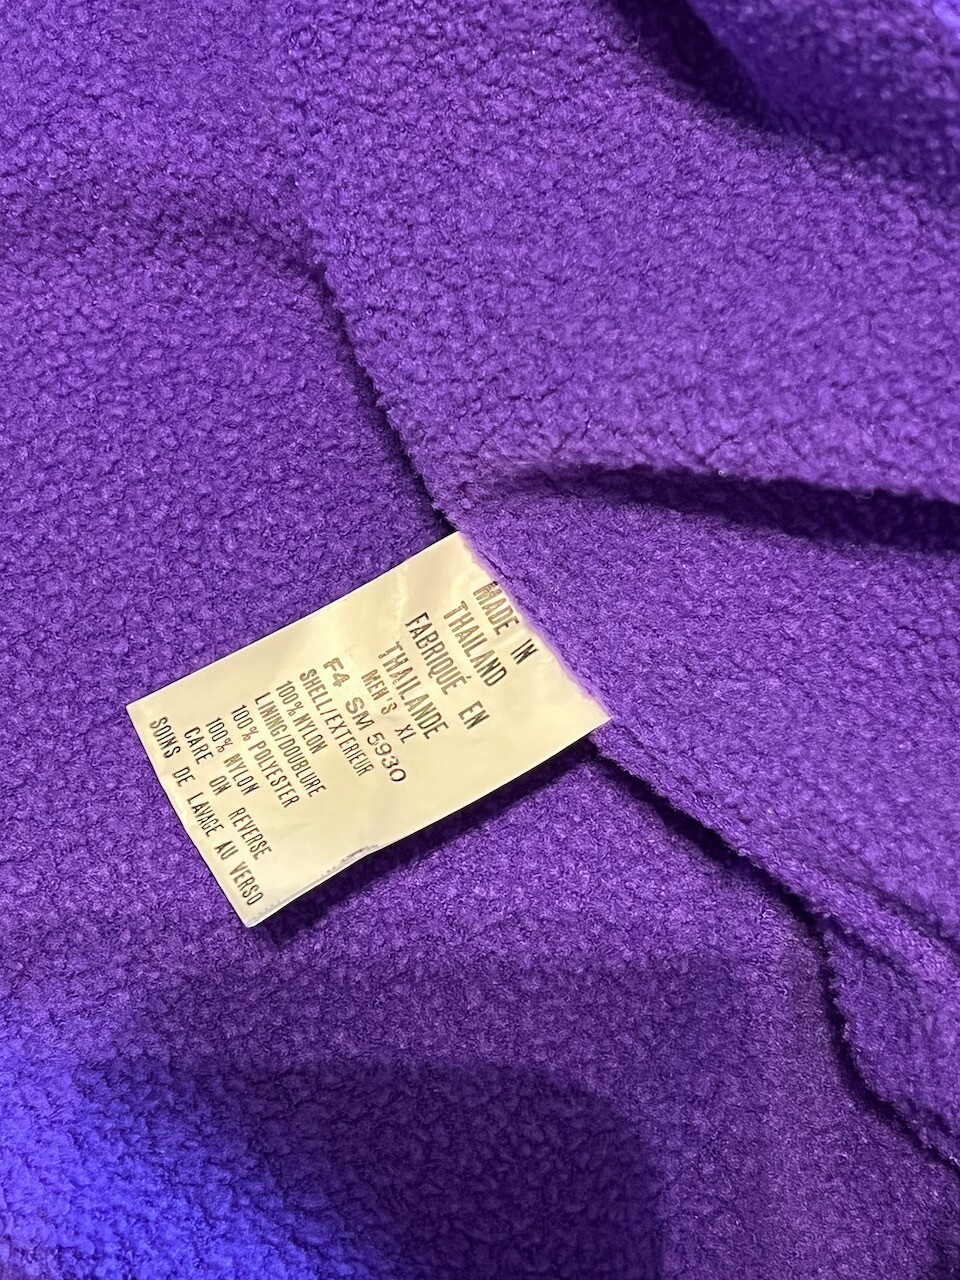 MADE IN
THAILAND
FABRIQUÉ EN
THAILANDE
MEN'S / XL
F4 SM 5930
SHELL/EXTERIEUR
100% NYLON
LINING/DOUBLURE
100% POLYESTER
100% NYLON
CARE ON REVERSE
SOINS DE LAVAGE AU VERSO